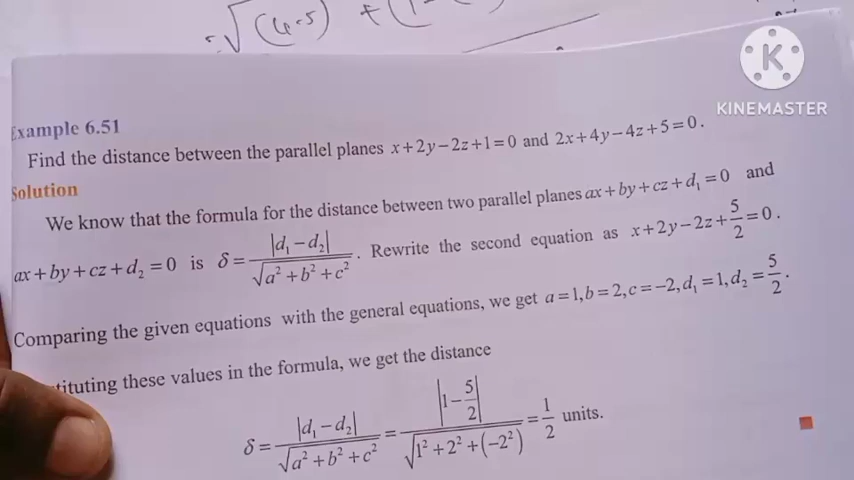 =√(4-5) + (1-
KINEMASTER
Example 6.51
Find the distance between the parallel planes x+2y−2z+1=0 and 2x+4y−4z+5=0.
Solution
We know that the formula for the distance between two parallel planes ax+by+cz+d₁=0 and
ax+by+cz+d₂=0 is δ=|d₁−d₂|/√(a²+b²+c²). Rewrite the second equation as x+2y−2z+5/2=0.
Comparing the given equations with the general equations, we get a=1,b=2,c=−2,d₁=1,d₂=5/2.
tituting these values in the formula, we get the distance
δ=|d₁−d₂|/√(a²+b²+c²)=|1−5/2|/√(1²+2²+(−2²))=1/2 units.